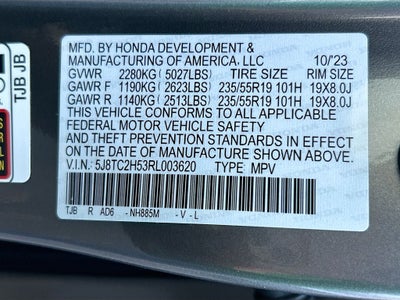 MFD. BY HONDA DEVELOPMENT &
MANUFACTURING OF AMERICA, LLC 10/'23
GVWR 2280KG (5027LBS) TIRE SIZE RIM SIZE
GAWR F 1190KG (2623LBS) 235/55R19 101H 19X8.0J
GAWR R 1140KG (2513LBS) 235/55R19 101H 19X8.0J
THIS VEHICLE CONFORMS TO ALL APPLICABLE
FEDERAL MOTOR VEHICLE SAFETY
AND THEFT PREVENTION STANDARDS IN EFFECT
ON THE DATE OF MANUFACTURE SHOWN ABOVE.
V.I.N. 5J8TC2H53RL003620 TYPE: MPV
TJB R AD6 -NH885M -V-L
TJB JB